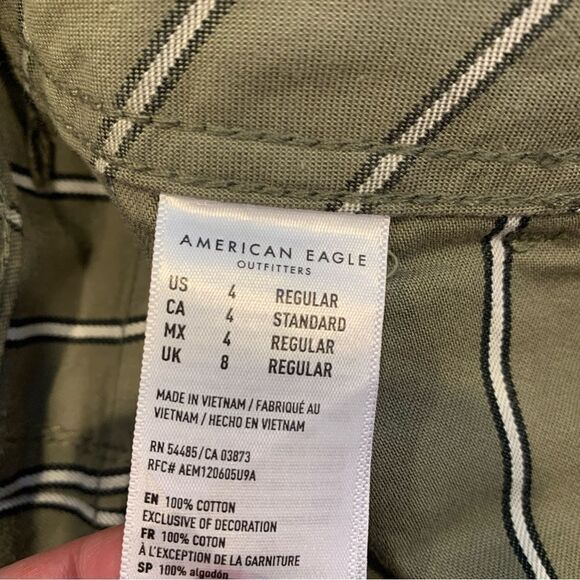 AMERICAN EAGLE
OUTFITTERS
US 4 REGULAR
CA 4 STANDARD
MX 4 REGULAR
UK 8 REGULAR
MADE IN VIETNAM / FABRIQUÉ AU
VIETNAM / HECHO EN VIETNAM
RN 54485/CA 03873
RFC# AEM120605U9A
EN 100% COTTON
EXCLUSIVE OF DECORATION
FR 100% COTON
À L'EXCEPTION DE LA GARNITURE
SP 100% algodón